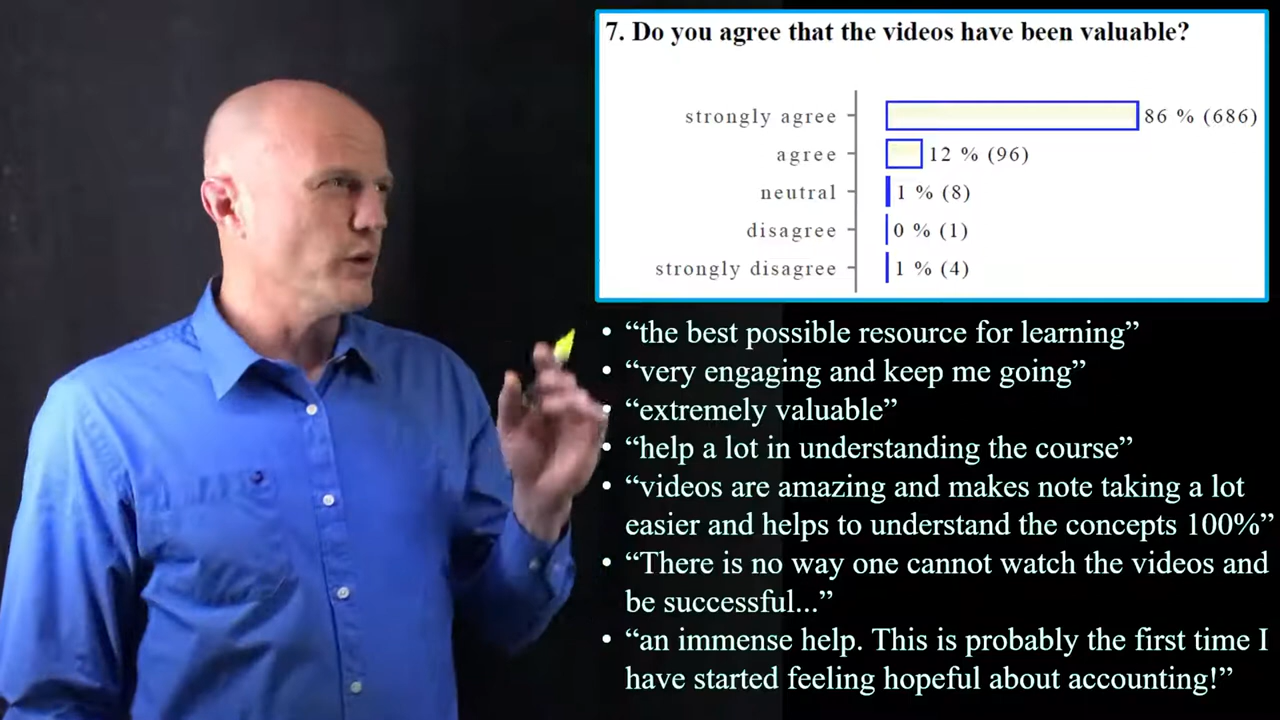 7. Do you agree that the videos have been valuable?
strongly agree 86 % (686)
agree 12 % (96)
neutral 1 % (8)
disagree 0 % (1)
strongly disagree 1 % (4)
• “the best possible resource for learning”
• “very engaging and keep me going”
• “extremely valuable”
• “help a lot in understanding the course”
• “videos are amazing and makes note taking a lot
easier and helps to understand the concepts 100%”
• “There is no way one cannot watch the videos and
be successful...”
• “an immense help. This is probably the first time I
have started feeling hopeful about accounting!”